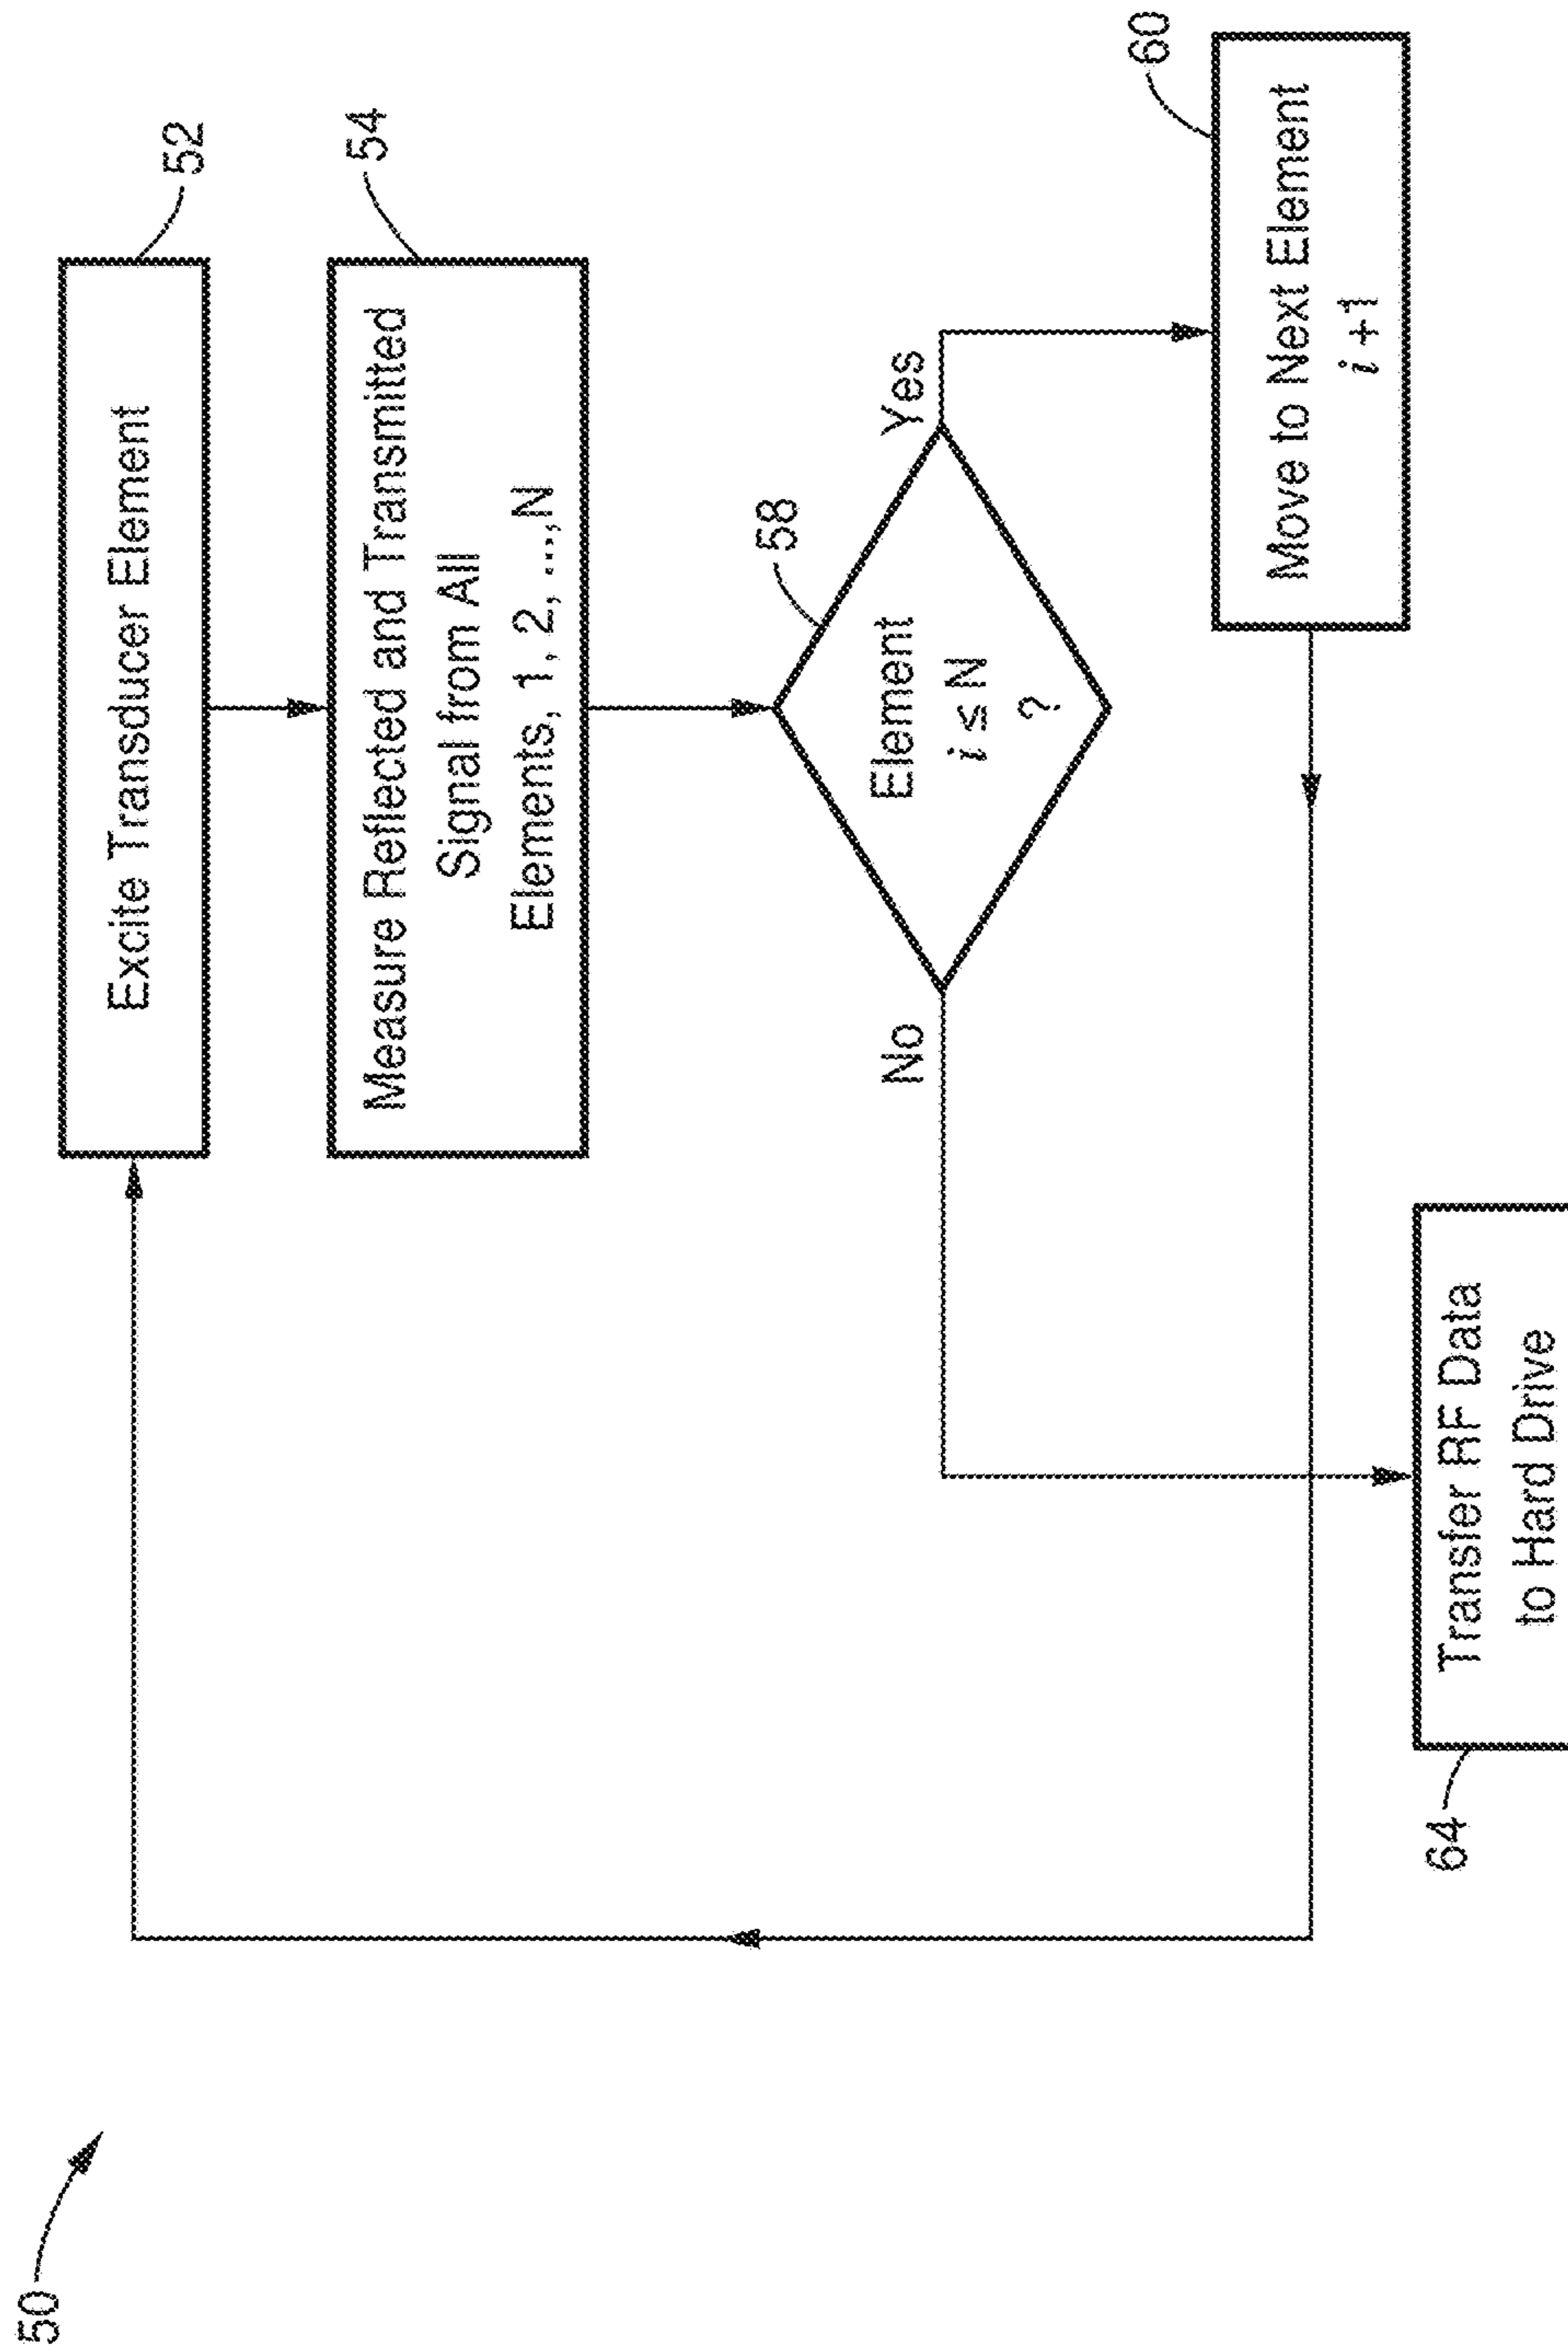 50
Excite Transducer Element
52
Measure Reflected and Transmitted
Signal from All
Elements, 1, 2, ...,N
54
58
Element
i ≤ N
?
Yes
No
60
Move to Next Element
i +1
64
Transfer RF Data
to Hard Drive